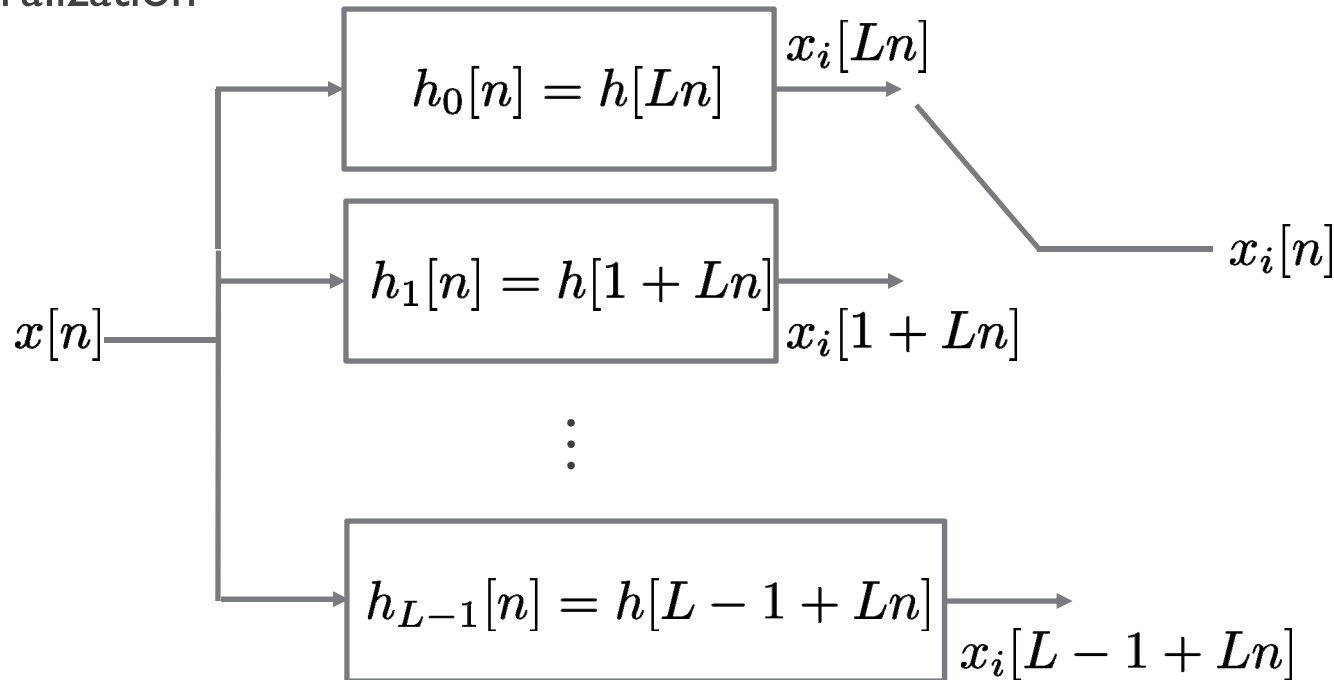 $h_0[n] = h[Ln]$
$x_i[Ln]$
$h_1[n] = h[1 + Ln]$
$x_i[n]$
$x[n]$
$x_i[1 + Ln]$
⋮
$h_{L-1}[n] = h[L - 1 + Ln]$
$x_i[L - 1 + Ln]$